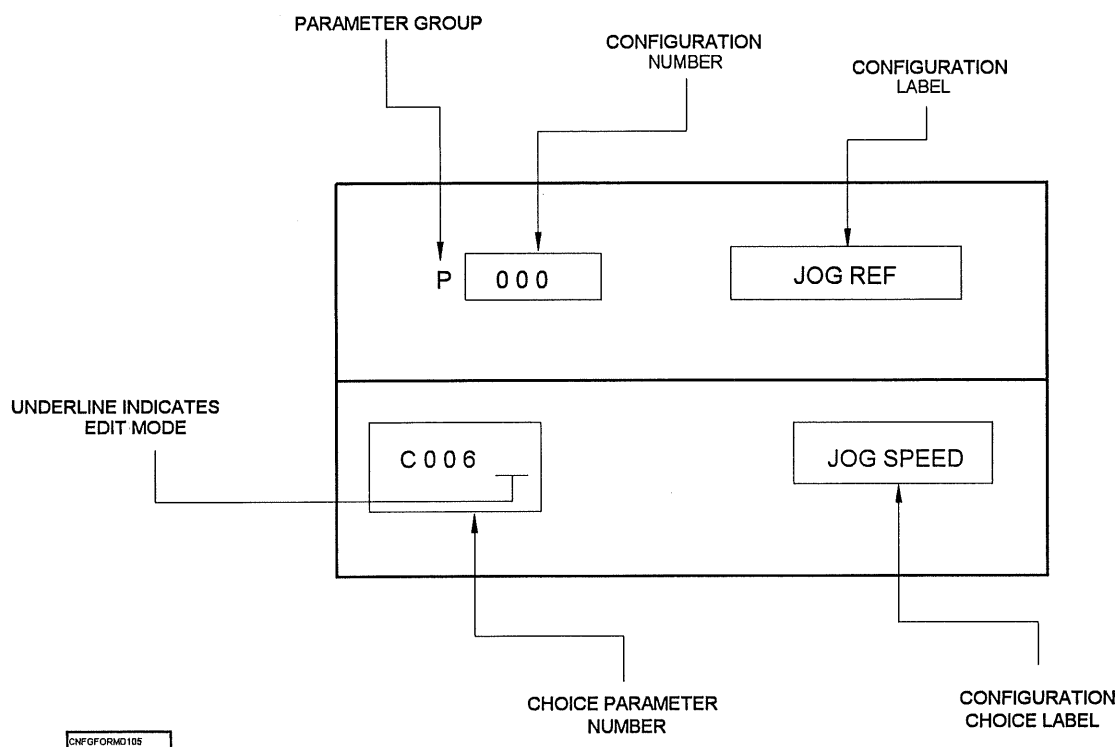 PARAMETER GROUP
CONFIGURATION
NUMBER
CONFIGURATION
LABEL
P
000
JOG REF
UNDERLINE INDICATES
EDIT MODE
C006
JOG SPEED
CHOICE PARAMETER
NUMBER
CONFIGURATION
CHOICE LABEL
CNFGFORMD105